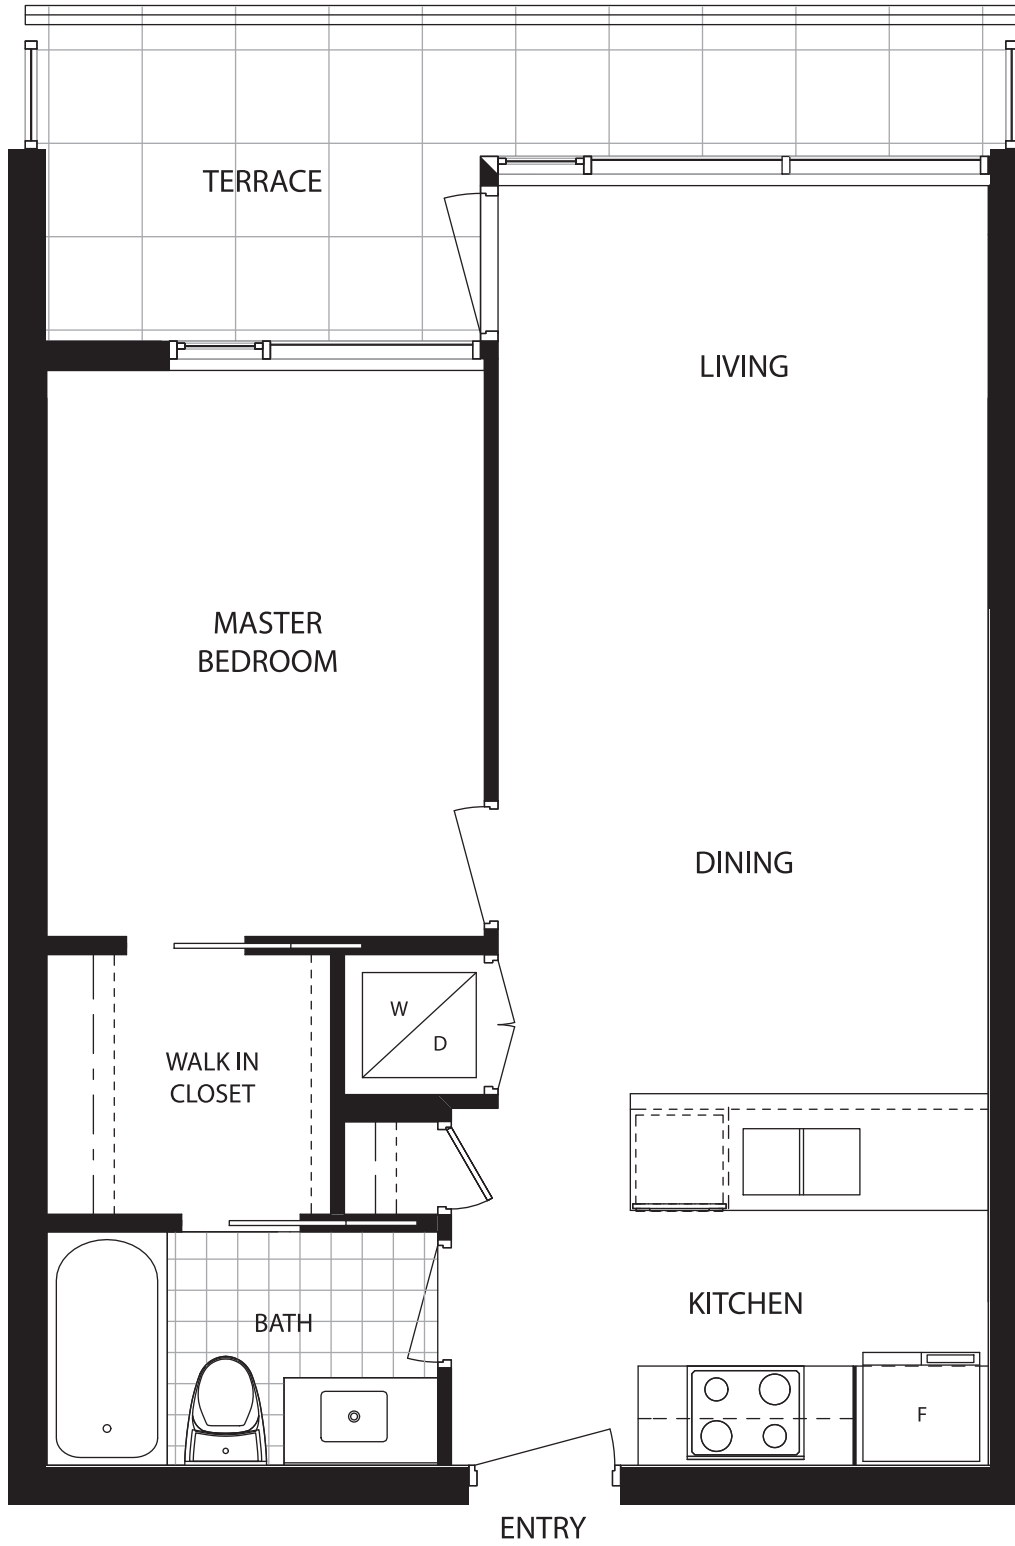 TERRACE
LIVING
MASTER
BEDROOM
DINING
W
D
WALK IN
CLOSET
KITCHEN
BATH
F
ENTRY